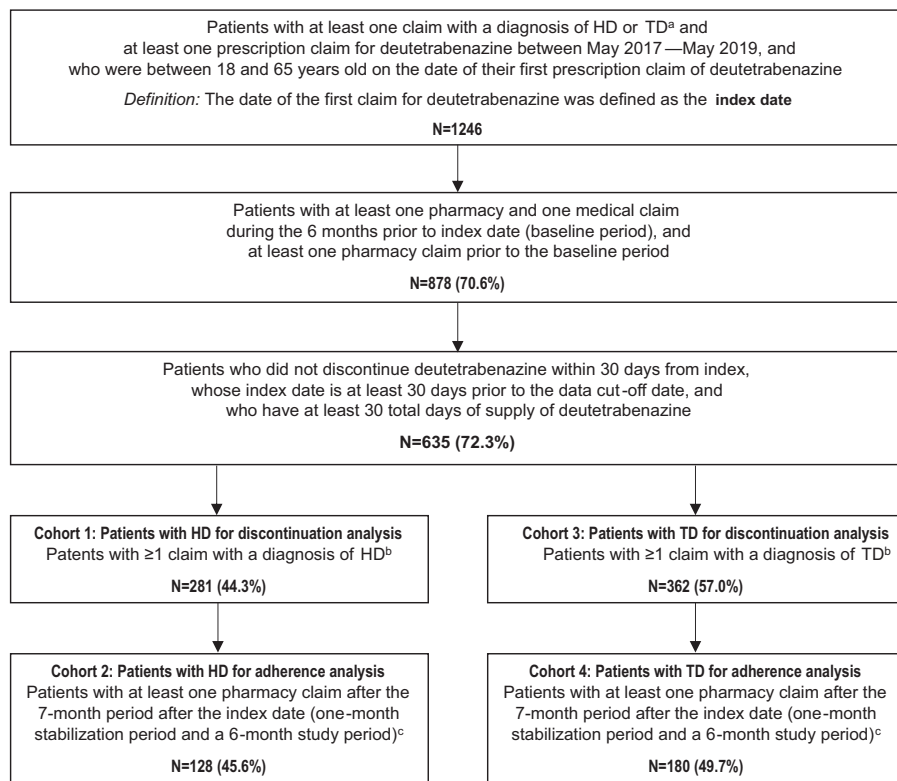 Patients with at least one claim with a diagnosis of HD or TDᵃ and
at least one prescription claim for deutetrabenazine between May 2017—May 2019, and
who were between 18 and 65 years old on the date of their first prescription claim of deutetrabenazine
Definition: The date of the first claim for deutetrabenazine was defined as the index date
N=1246
Patients with at least one pharmacy and one medical claim
during the 6 months prior to index date (baseline period), and
at least one pharmacy claim prior to the baseline period
N=878 (70.6%)
Patients who did not discontinue deutetrabenazine within 30 days from index,
whose index date is at least 30 days prior to the data cut-off date, and
who have at least 30 total days of supply of deutetrabenazine
N=635 (72.3%)
Cohort 1: Patients with HD for discontinuation analysis
Patents with ≥1 claim with a diagnosis of HDᵇ
N=281 (44.3%)
Cohort 3: Patients with TD for discontinuation analysis
Patients with ≥1 claim with a diagnosis of TDᵇ
N=362 (57.0%)
Cohort 2: Patients with HD for adherence analysis
Patients with at least one pharmacy claim after the
7-month period after the index date (one-month
stabilization period and a 6-month study period)ᶜ
N=128 (45.6%)
Cohort 4: Patients with TD for adherence analysis
Patients with at least one pharmacy claim after the
7-month period after the index date (one-month
stabilization period and a 6-month study period)ᶜ
N=180 (49.7%)